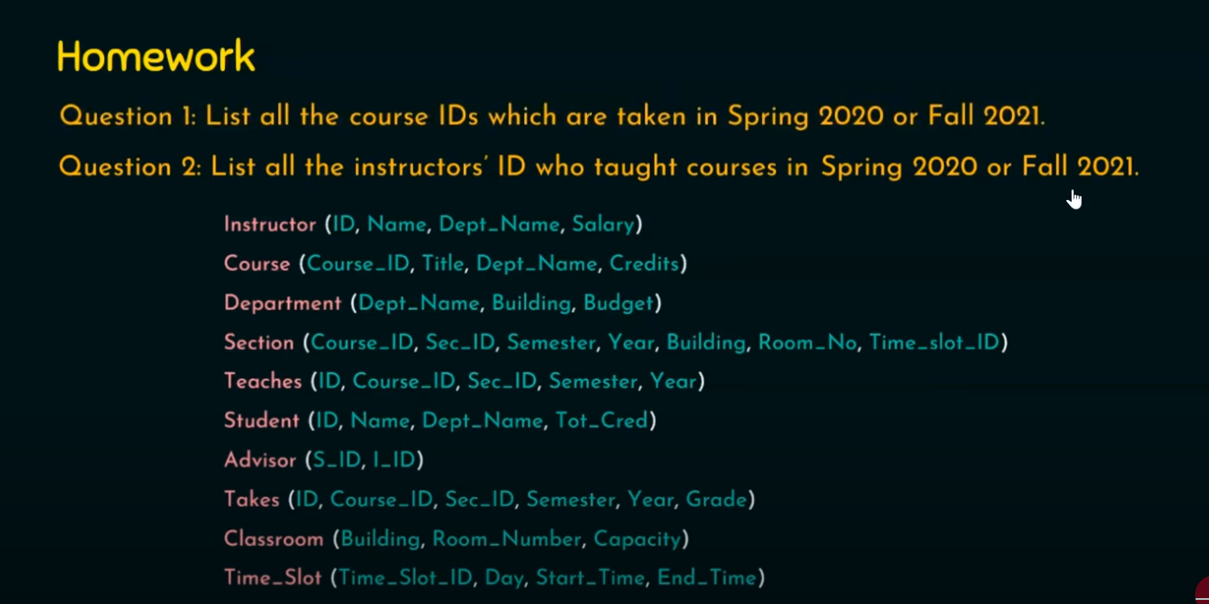 Homework
Question 1: List all the course IDs which are taken in Spring 2020 or Fall 2021.
Question 2: List all the instructors' ID who taught courses in Spring 2020 or Fall 2021.
Instructor (ID, Name, Dept_Name, Salary)
Course (Course_ID, Title, Dept_Name, Credits)
Department (Dept_Name, Building, Budget)
Section (Course_ID, Sec_ID, Semester, Year, Building, Room_No, Time_slot_ID)
Teaches (ID, Course_ID, Sec_ID, Semester, Year)
Student (ID, Name, Dept_Name, Tot_Cred)
Advisor (S_ID, I_ID)
Takes (ID, Course_ID, Sec_ID, Semester, Year, Grade)
Classroom (Building, Room_Number, Capacity)
Time_Slot (Time_Slot_ID, Day, Start_Time, End_Time)